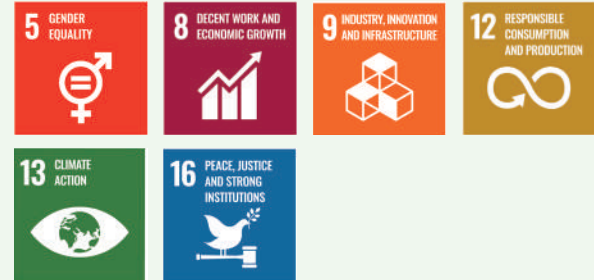 5 GENDER
EQUALITY
8 DECENT WORK AND
ECONOMIC GROWTH
9 INDUSTRY, INNOVATION
AND INFRASTRUCTURE
12 RESPONSIBLE
CONSUMPTION
AND PRODUCTION
13 CLIMATE
ACTION
16 PEACE, JUSTICE
AND STRONG
INSTITUTIONS